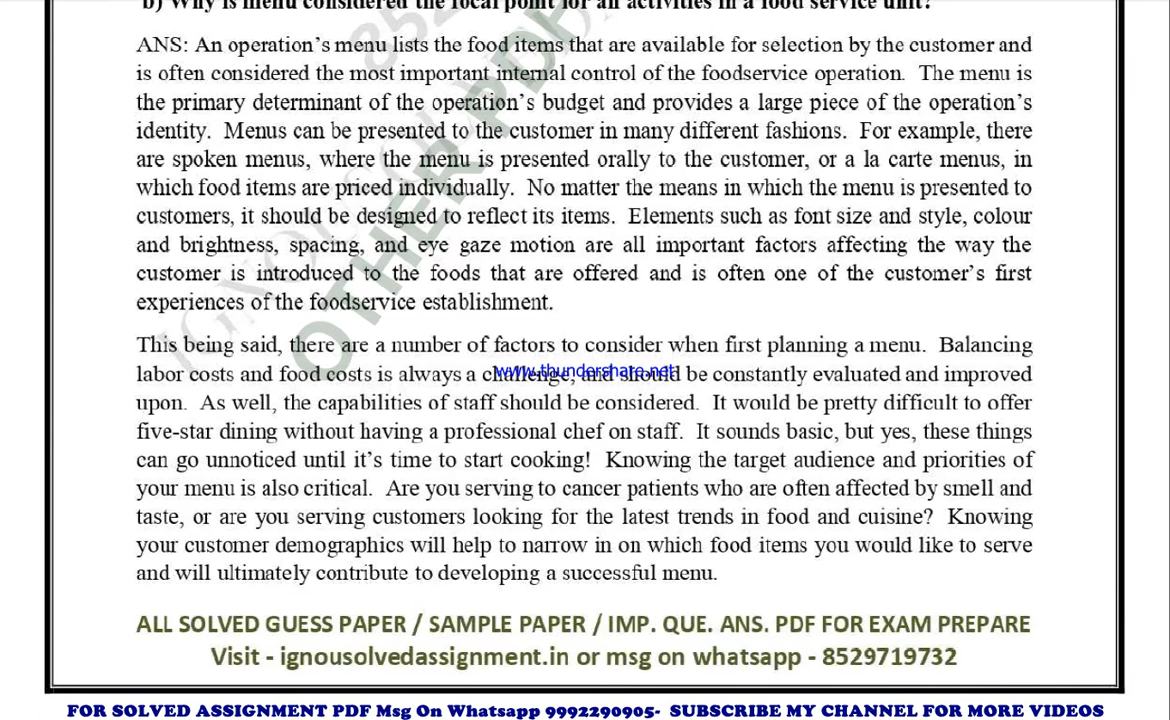 b) Why is menu considered the focal point for all activities in a food service unit?
ANS: An operation's menu lists the food items that are available for selection by the customer and
is often considered the most important internal control of the foodservice operation. The menu is
the primary determinant of the operation's budget and provides a large piece of the operation's
identity. Menus can be presented to the customer in many different fashions. For example, there
are spoken menus, where the menu is presented orally to the customer, or a la carte menus, in
which food items are priced individually. No matter the means in which the menu is presented to
customers, it should be designed to reflect its items. Elements such as font size and style, colour
and brightness, spacing, and eye gaze motion are all important factors affecting the way the
customer is introduced to the foods that are offered and is often one of the customer's first
experiences of the foodservice establishment.
This being said, there are a number of factors to consider when first planning a menu. Balancing
labor costs and food costs is always a challenge, and should be constantly evaluated and improved
www.thundershare.net
upon. As well, the capabilities of staff should be considered. It would be pretty difficult to offer
five-star dining without having a professional chef on staff. It sounds basic, but yes, these things
can go unnoticed until it's time to start cooking! Knowing the target audience and priorities of
your menu is also critical. Are you serving to cancer patients who are often affected by smell and
taste, or are you serving customers looking for the latest trends in food and cuisine? Knowing
your customer demographics will help to narrow in on which food items you would like to serve
and will ultimately contribute to developing a successful menu.
OTHER PDF
ALL SOLVED GUESS PAPER / SAMPLE PAPER / IMP. QUE. ANS. PDF FOR EXAM PREPARE
Visit - ignousolvedassignment.in or msg on whatsapp - 8529719732
FOR SOLVED ASSIGNMENT PDF Msg On Whatsapp 9992290905- SUBSCRIBE MY CHANNEL FOR MORE VIDEOS